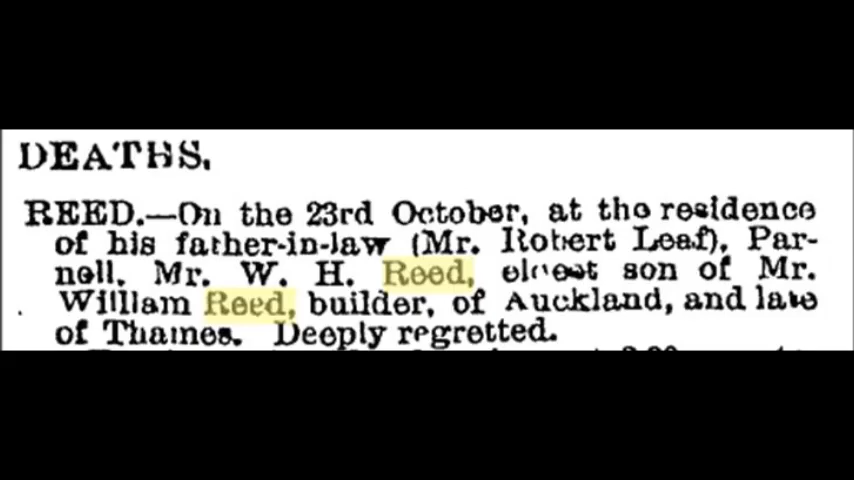 DEATHS.
REED.—On the 23rd October, at the residence
of his father-in-law (Mr. Robert Leaf), Par-
nell, Mr. W. H. Reed, eldest son of Mr.
William Reed, builder, of Auckland, and late
of Thames. Deeply regretted.